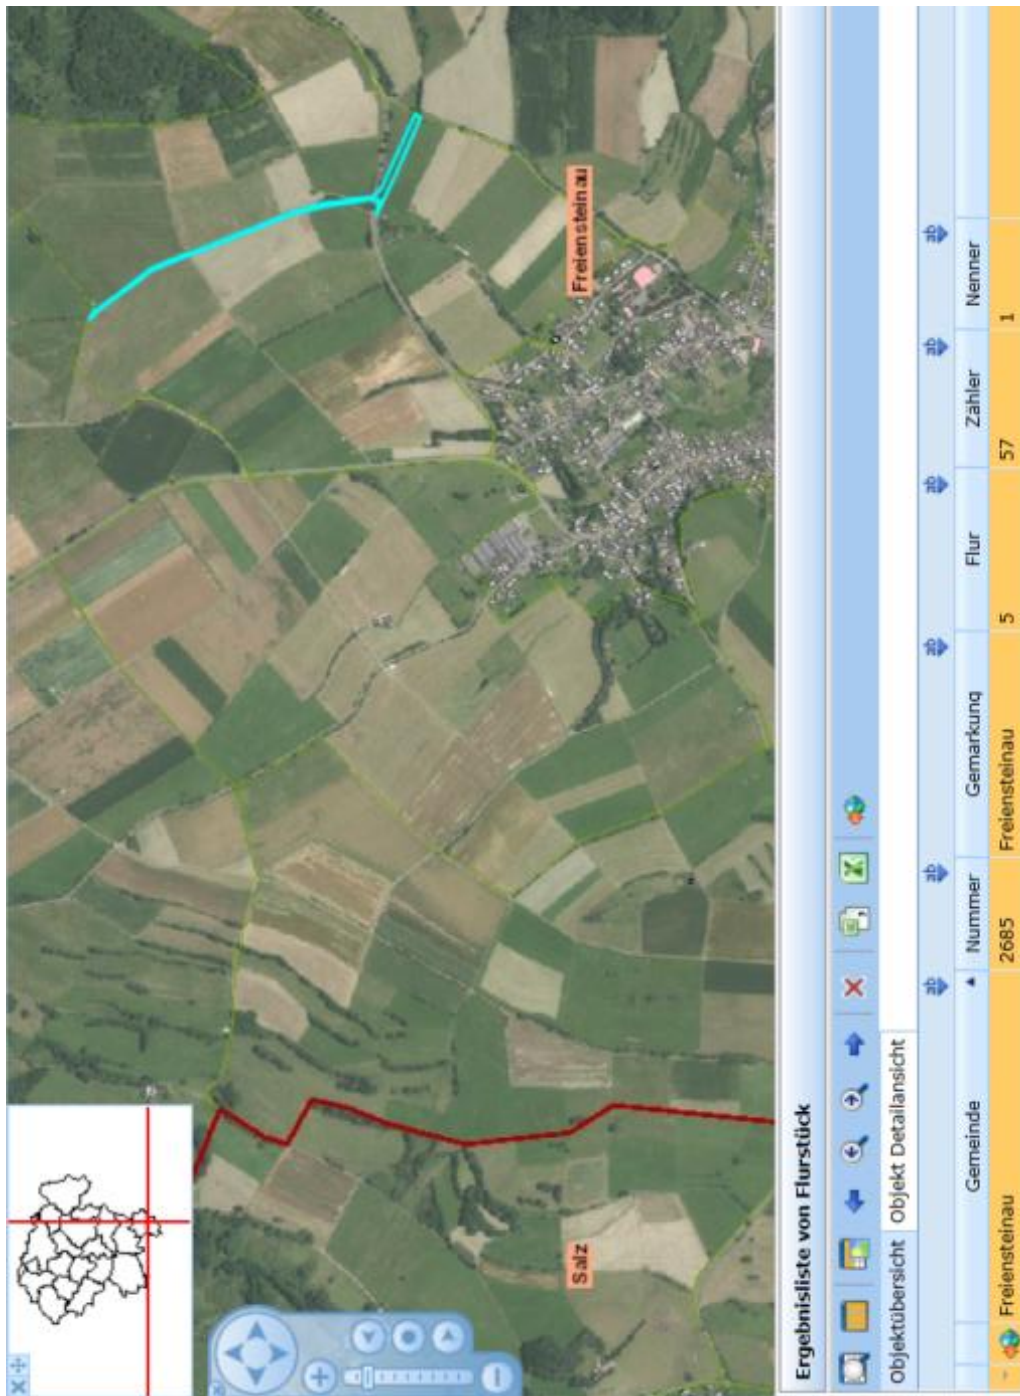 Freiensteinau
Salz
Ergebnisliste von Flurstück
Objektübersicht Objekt Detailansicht
Gemeinde Nummer Gemarkung Flur Zähler Nenner
Freiensteinau 2685 Freiensteinau 5 57 1